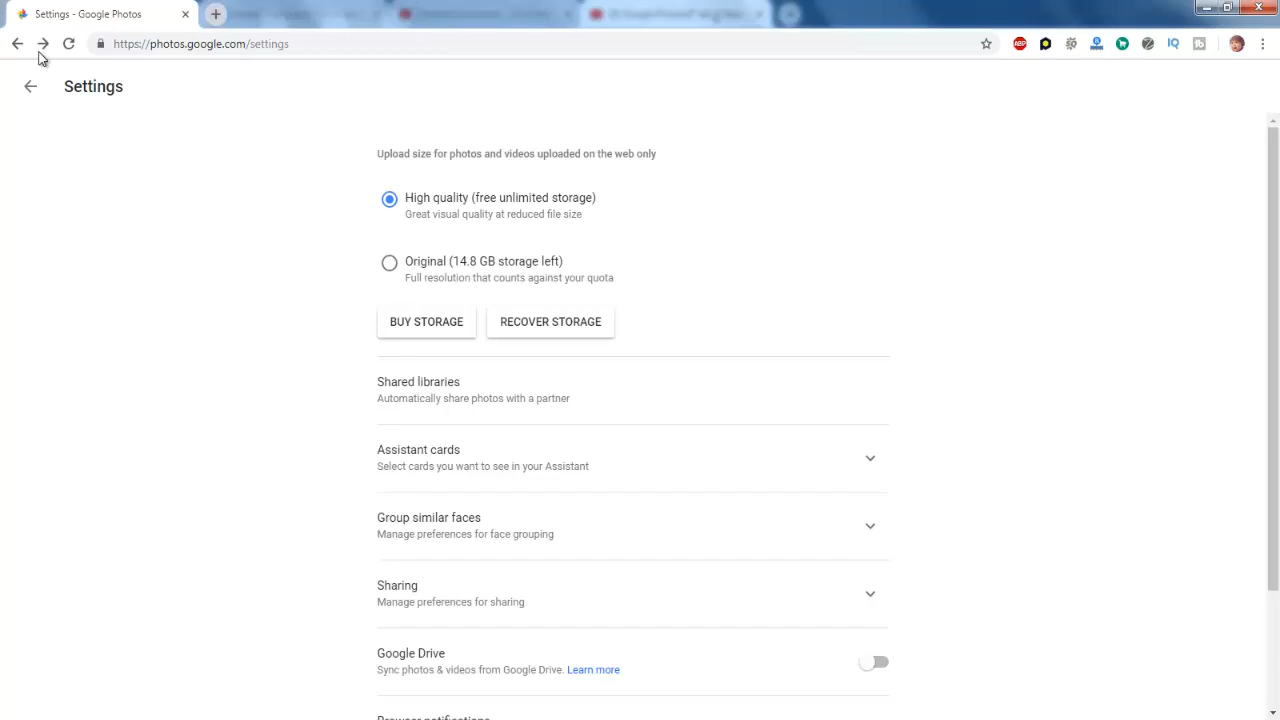 Settings - Google Photos
https://photos.google.com/settings
ABP
IQ
Settings
Upload size for photos and videos uploaded on the web only
High quality (free unlimited storage)
Great visual quality at reduced file size
Original (14.8 GB storage left)
Full resolution that counts against your quota
BUY STORAGE
RECOVER STORAGE
Shared libraries
Automatically share photos with a partner
Assistant cards
Select cards you want to see in your Assistant
Group similar faces
Manage preferences for face grouping
Sharing
Manage preferences for sharing
Google Drive
Sync photos & videos from Google Drive. Learn more
Browser notifications